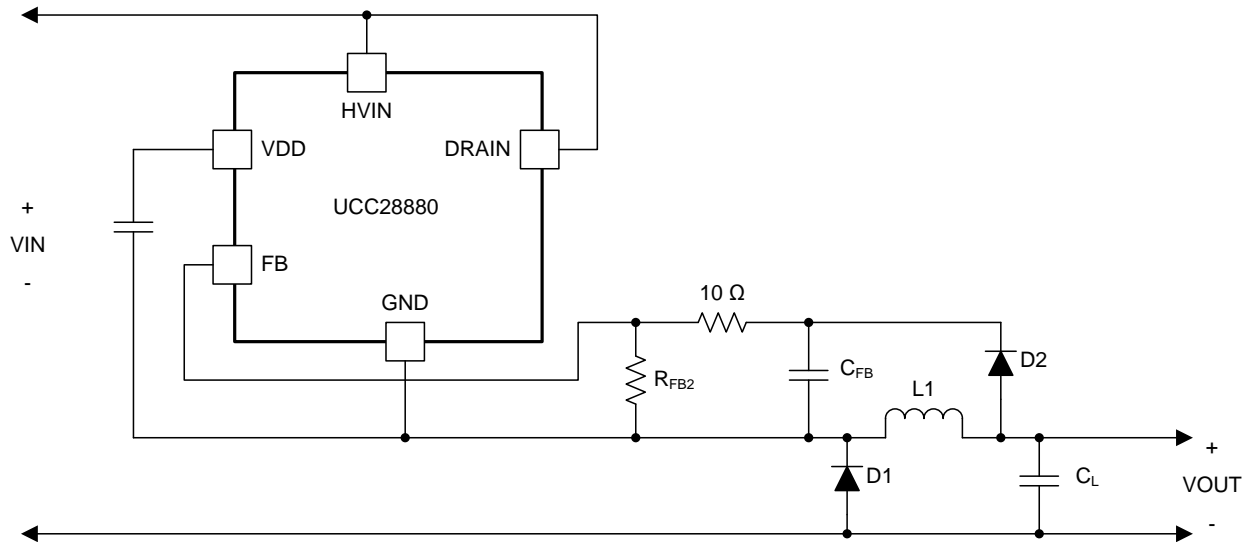 HVIN
VDD
DRAIN
UCC28880
+
VIN
-
FB
GND
10 Ω
R_FB2
C_FB
D2
L1
D1
C_L
+
VOUT
-